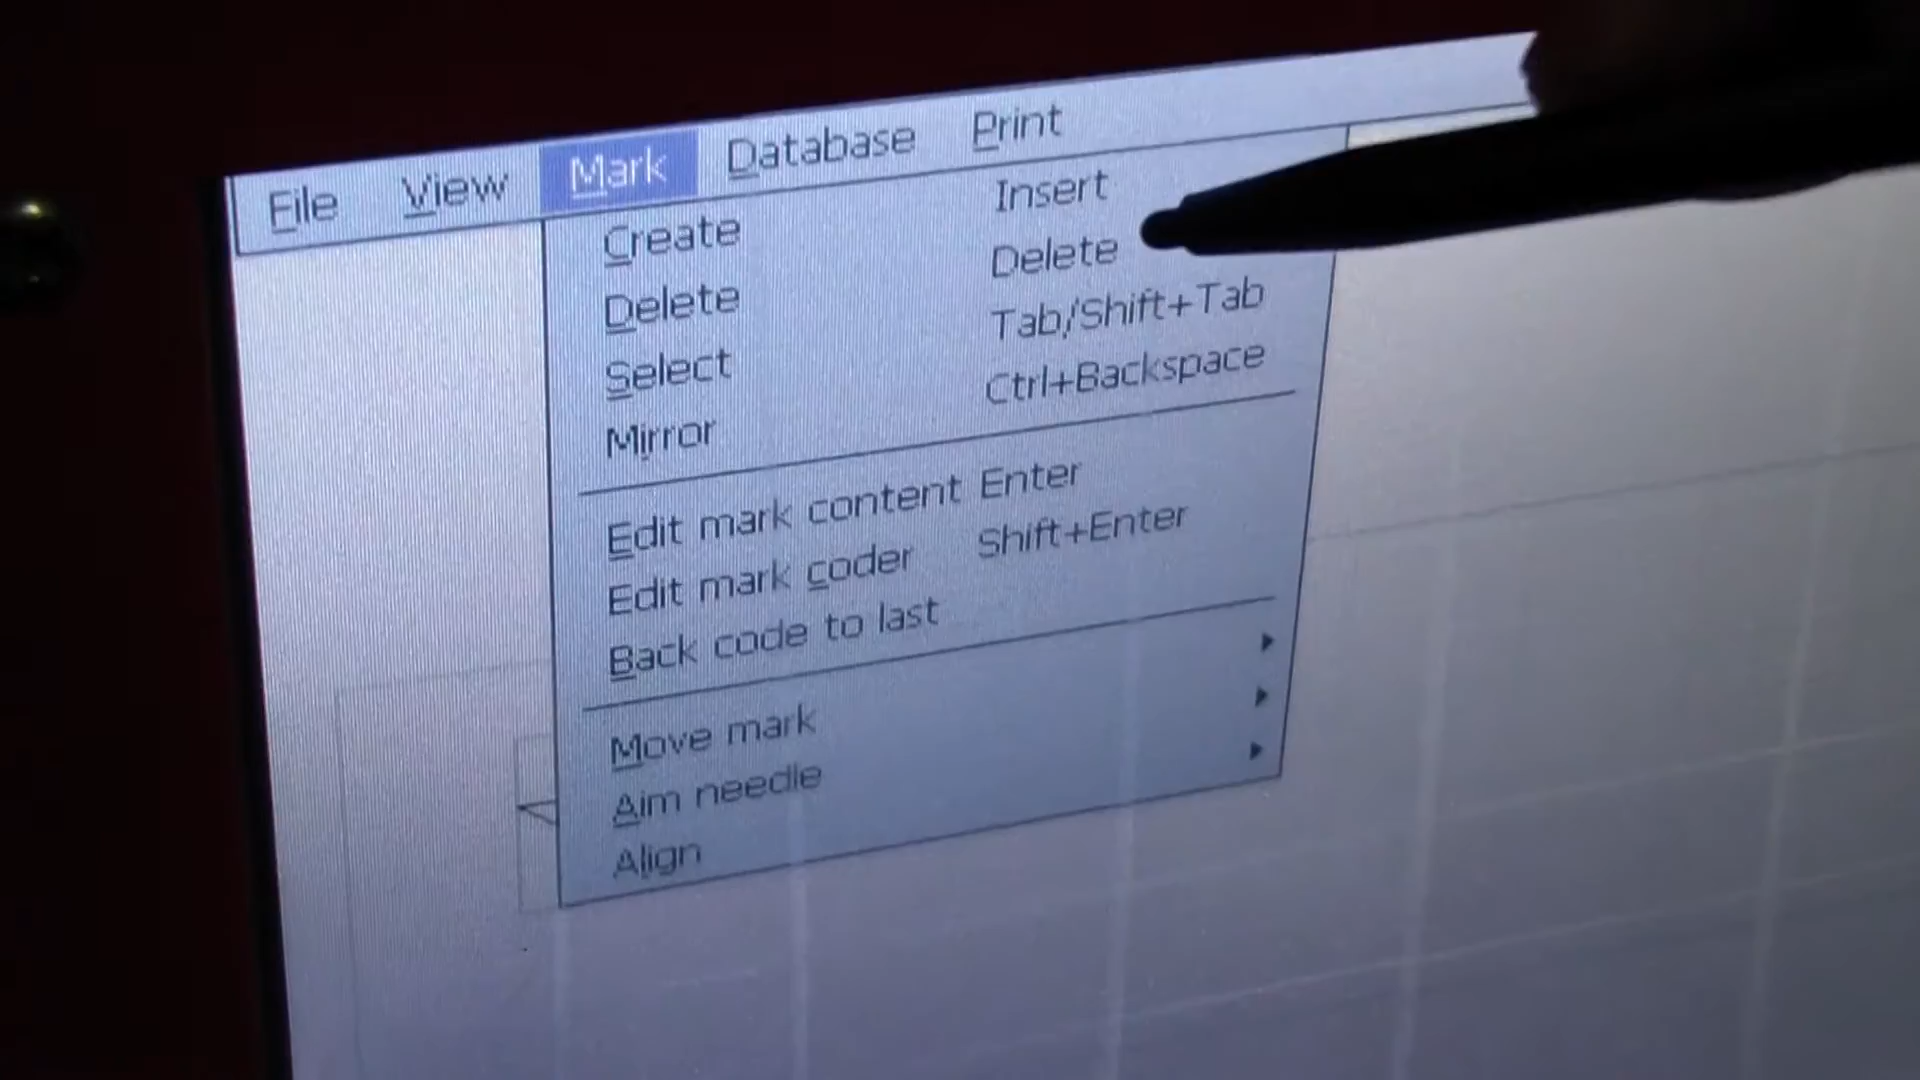 File View Mark Database Print
Create Insert
Delete Delete
Select Tab/Shift+Tab
Mirror Ctrl+Backspace
Edit mark content Enter
Edit mark coder Shift+Enter
Back code to last
Move mark
Aim needle
Align